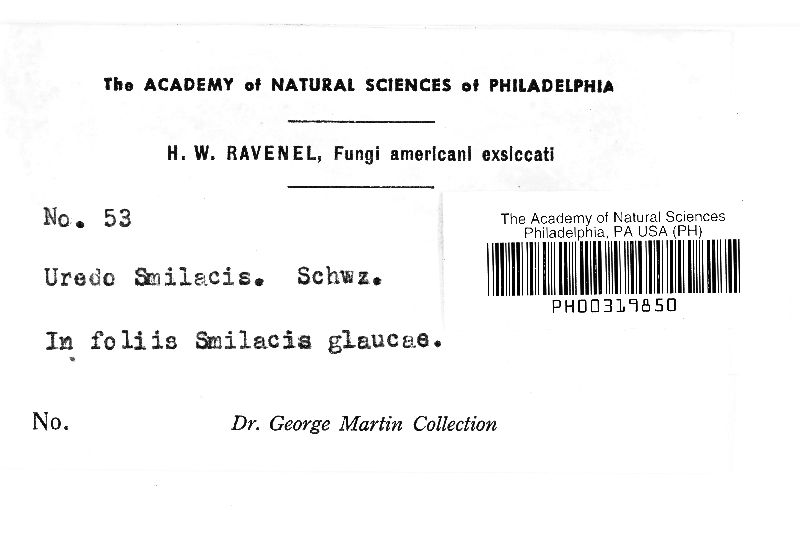 The ACADEMY of NATURAL SCIENCES of PHILADELPHIA
H. W. RAVENEL, Fungi americani exsiccati
No. 53
The Academy of Natural Sciences
Philadelphia, PA USA (PH)
PH00319850
Uredo Smilacis. Schwz.
In foliis Smilacis glaucae.
No. Dr. George Martin Collection